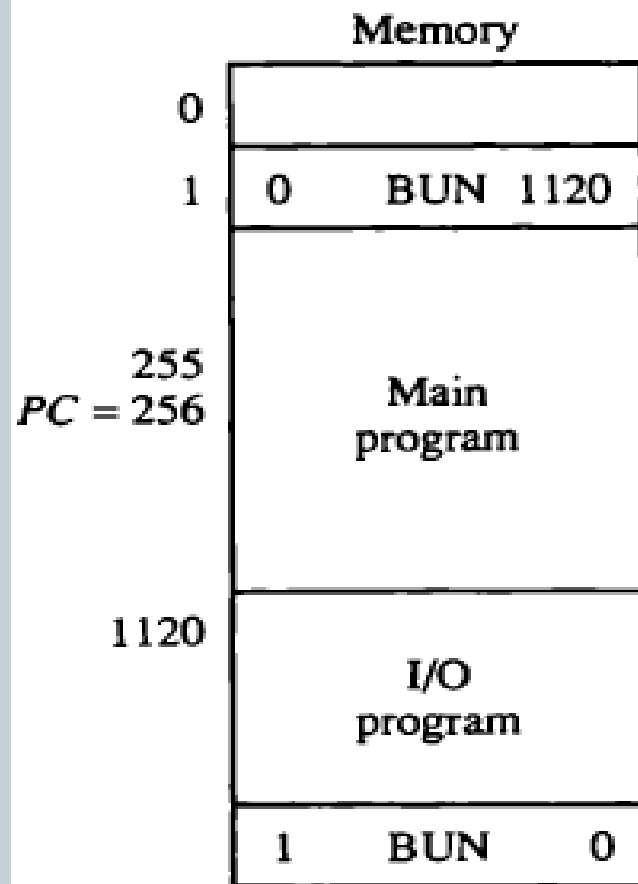 Memory
0
1 0 BUN 1120
255
PC = 256
Main
program
1120
I/O
program
1 BUN 0